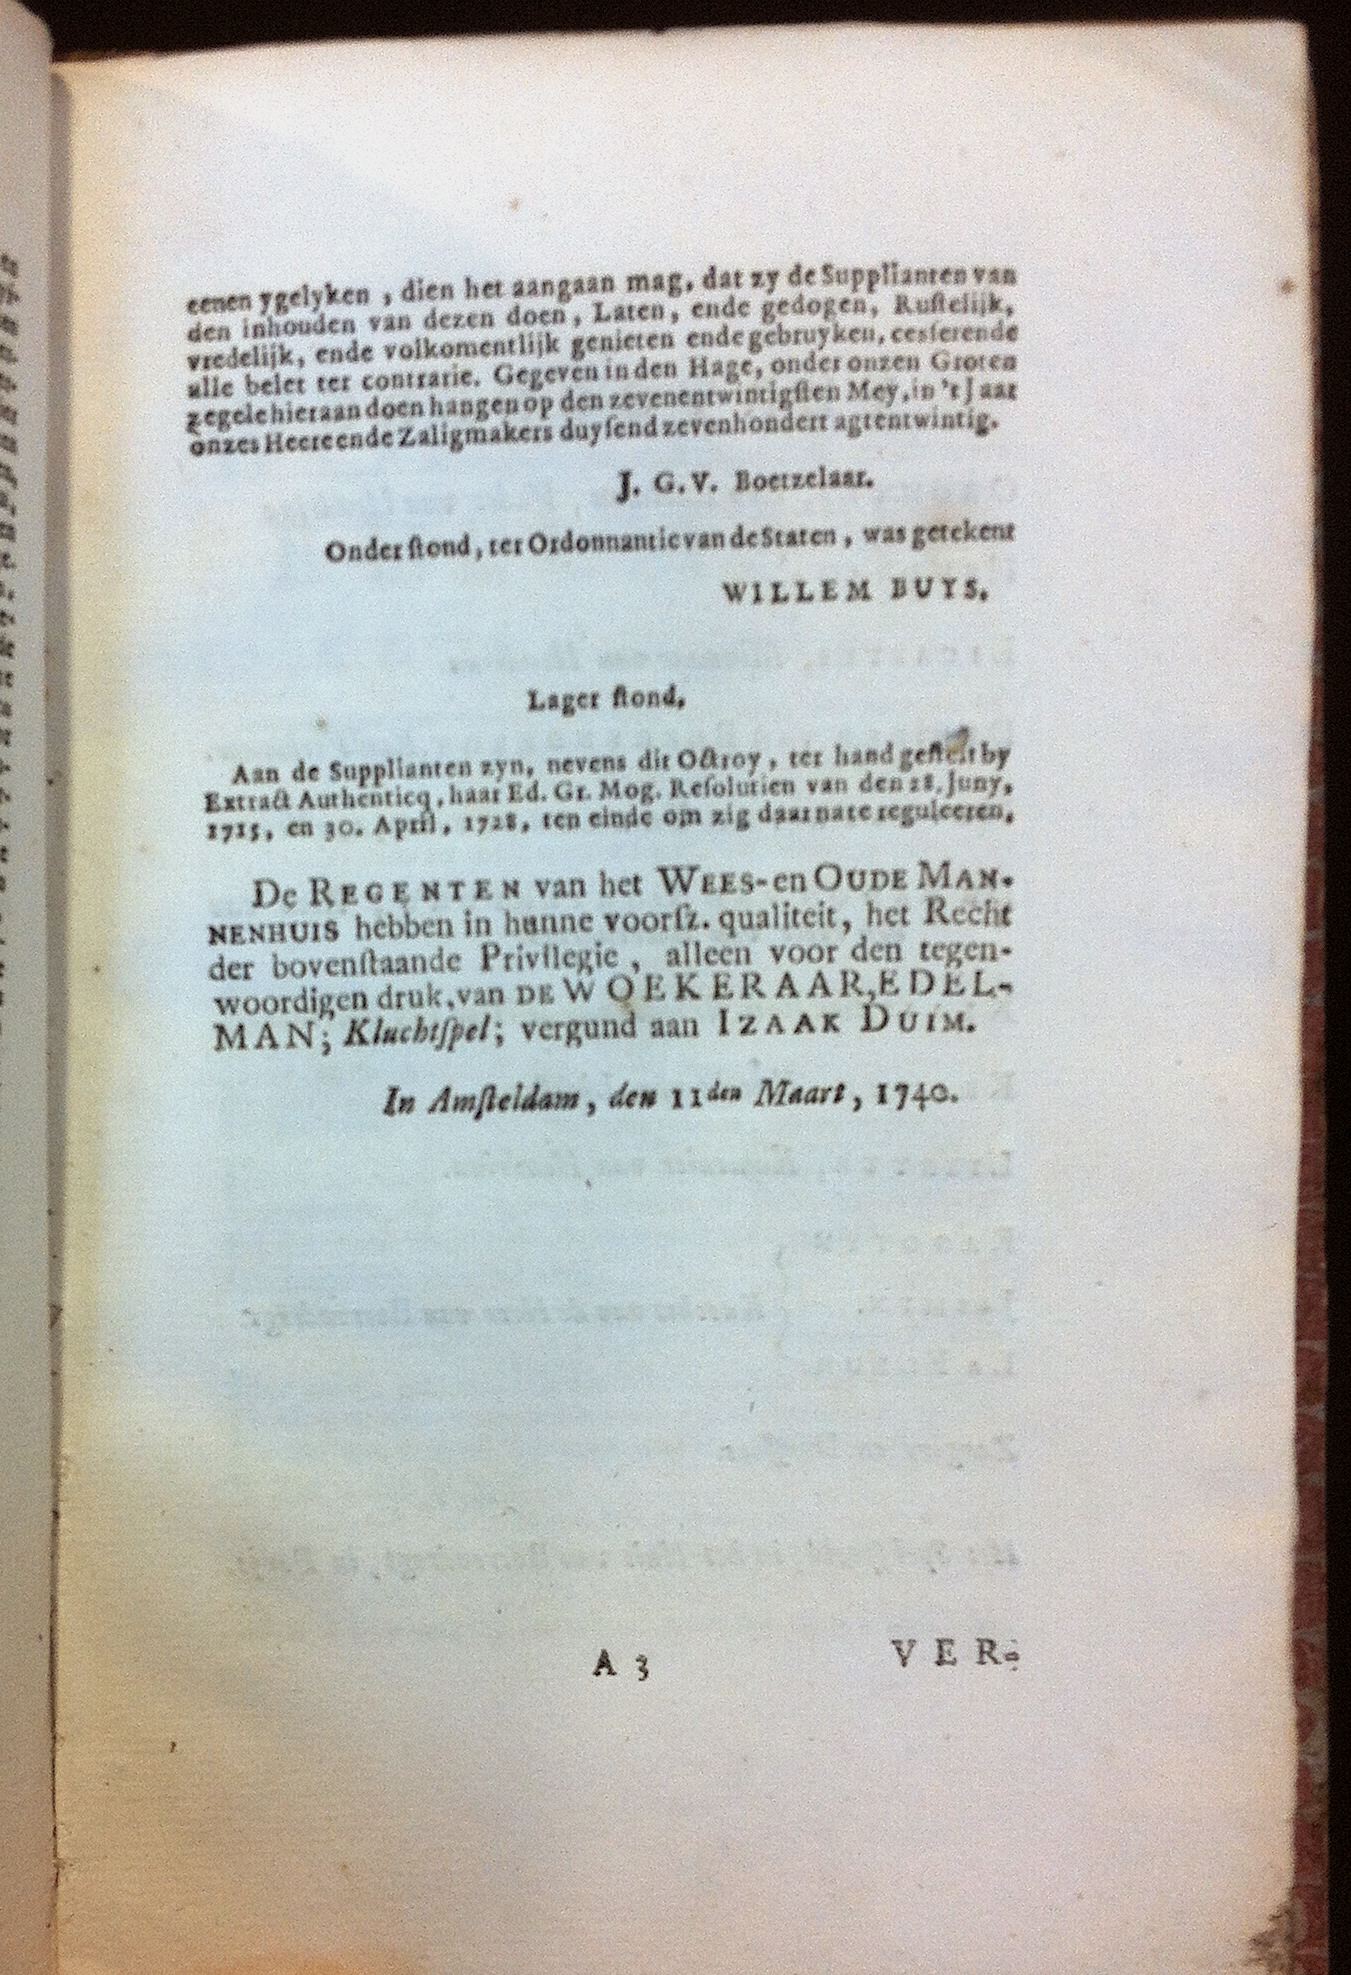 eenen ygelyken, dien het aangaan mag, dat zy de Supplianten van
den inhouden van dezen doen, Laten, ende gedogen, Ruſtelijk,
vredelijk, ende volkomentlijk genieten ende gebruyken, cesſerende
alle belet ter contrarie. Gegeven in den Hage, onder onzen Groten
zegele hieraan doen hangen op den zevenentwintigſten Mey, in 't Jaar
onzes Heere ende Zaligmakers duyſend zevenhondert agtentwintig.
J. G. V. Boetzelaar.
Onder ſtond, ter Ordonnantie van de Staten, was getekent
WILLEM BUYS.
Lager ſtond,
Aan de Supplianten zyn, nevens dit Octroy, ter hand geſtelt by
Extract Authenticq, haar Ed. Gr. Mog. Reſolutien van den 28. Juny,
1715, en 30. April, 1728, ten einde om zig daar nate reguleeren.
De REGENTEN van het WEES- en OUDE MAN-
NENHUIS hebben in hunne voorſz. qualiteit, het Recht
der bovenſtaande Privilegie, alleen voor den tegen-
woordigen druk, van DE WOEKERAAR, EDEL-
MAN; Kluchtſpel; vergund aan IZAAK DUIM.
In Amſteldam, den 11den Maart, 1740.
A 3 VER-